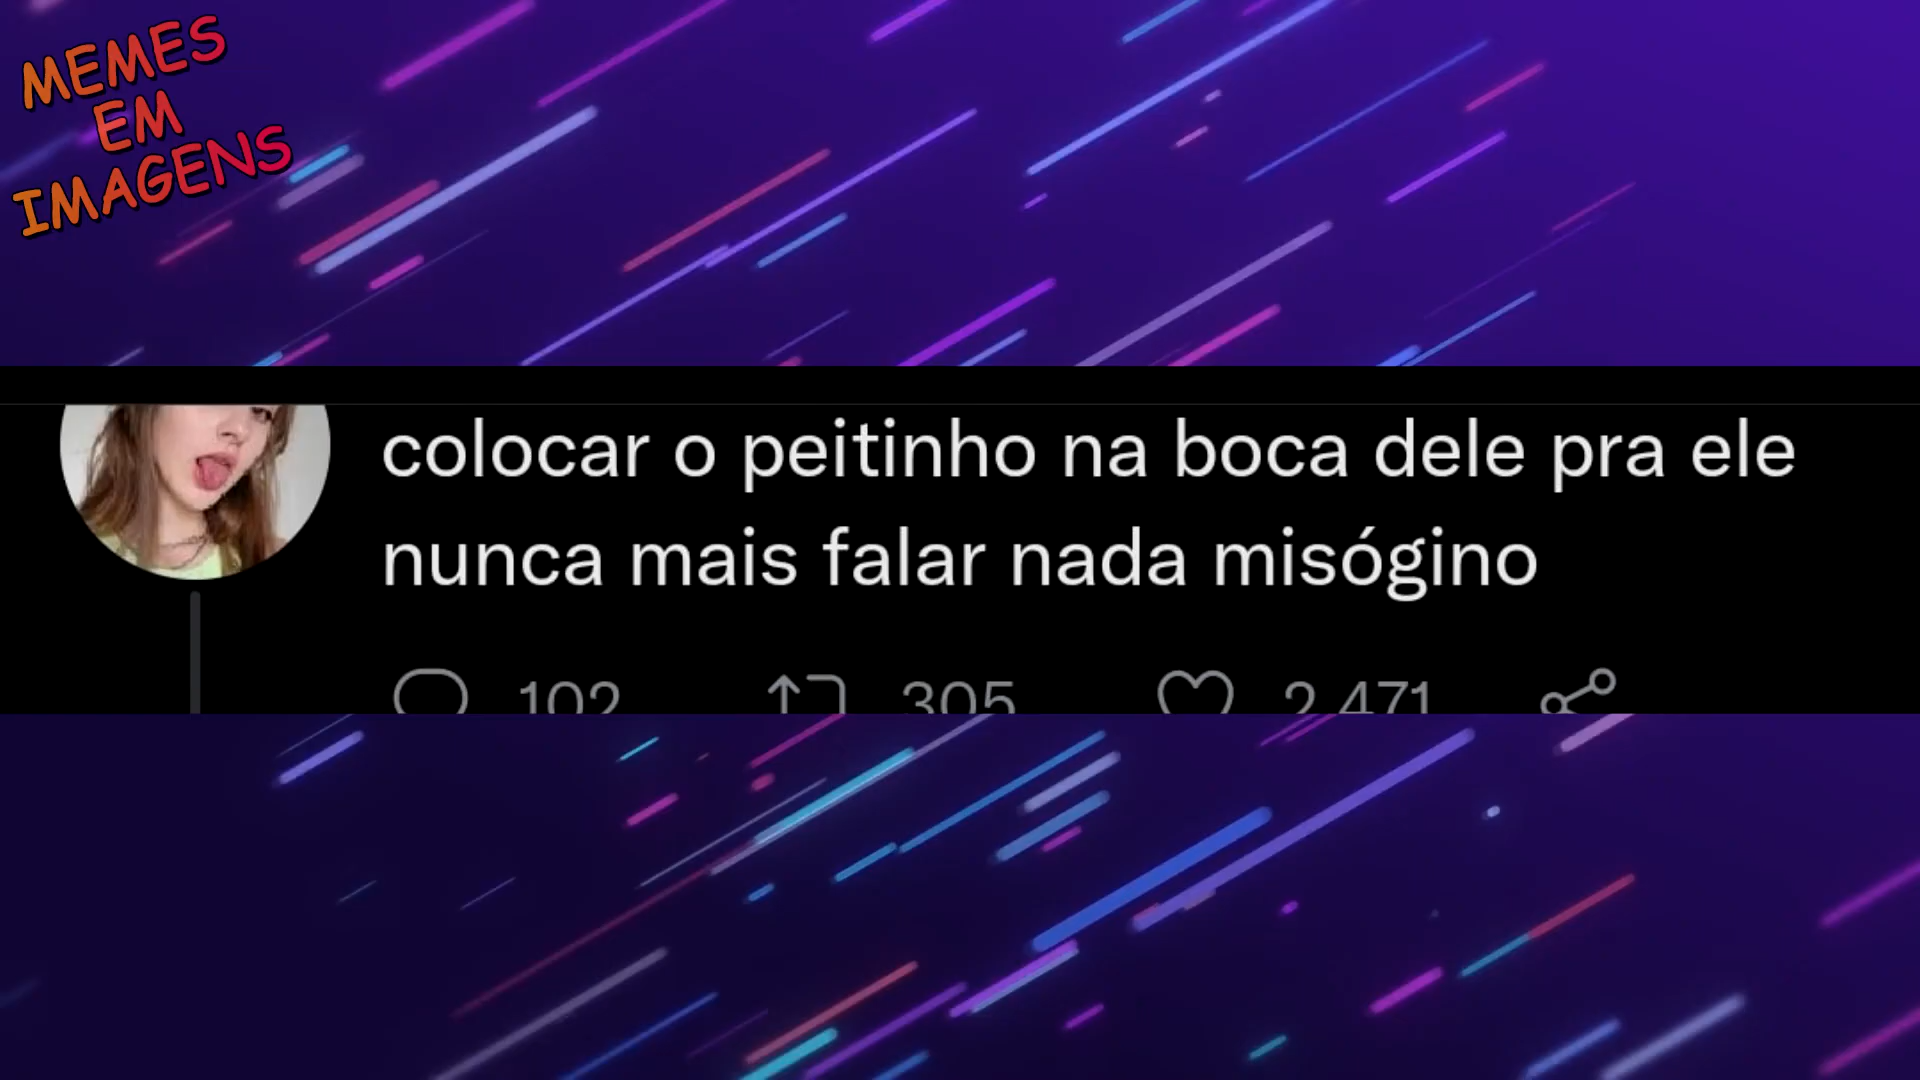 MEMES
EM
IMAGENS
colocar o peitinho na boca dele pra ele
nunca mais falar nada misógino
102 305 2.471